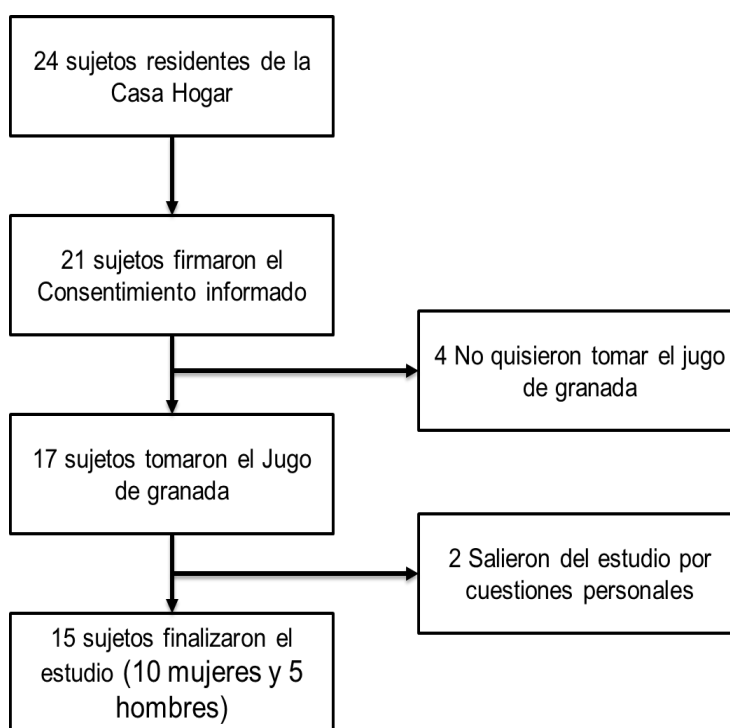 24 sujetos residentes de la
Casa Hogar
21 sujetos firmaron el
Consentimiento informado
4 No quisieron tomar el jugo
de granada
17 sujetos tomaron el Jugo
de granada
2 Salieron del estudio por
cuestiones personales
15 sujetos finalizaron el
estudio (10 mujeres y 5
hombres)